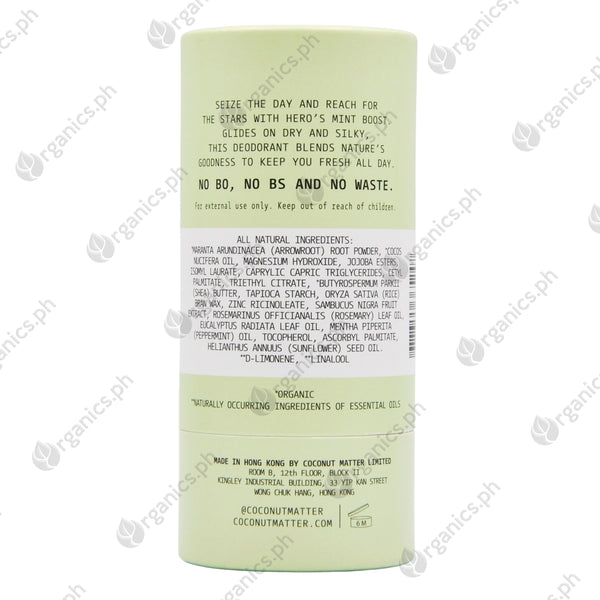 SEIZE THE DAY AND REACH FOR
THE STARS WITH HERO'S MINT BOOST.
GLIDES ON DRY AND SILKY,
THIS DEODORANT BLENDS NATURE'S
GOODNESS TO KEEP YOU FRESH ALL DAY.
NO BO, NO BS AND NO WASTE.
For external use only. Keep out of reach of children.
ALL NATURAL INGREDIENTS:
*MARANTA ARUNDINACEA (ARROWROOT) ROOT POWDER, *COCOS
NUCIFERA OIL, MAGNESIUM HYDROXIDE, JOJOBA ESTERS,
ISOMYL LAURATE, CAPRYLIC CAPRIC TRIGLYCERIDES, CETYL
PALMITATE, TRIETHYL CITRATE, *BUTYROSPERMUM PARKII
(SHEA) BUTTER, TAPIOCA STARCH, ORYZA SATIVA (RICE)
BRAN WAX, ZINC RICINOLEATE, SAMBUCUS NIGRA FRUIT
EXTRACT, ROSEMARINUS OFFICIANALIS (ROSEMARY) LEAF OIL,
EUCALYPTUS RADIATA LEAF OIL, MENTHA PIPERITA
(PEPPERMINT) OIL, TOCOPHEROL, ASCORBYL PALMITATE,
HELIANTHUS ANNUUS (SUNFLOWER) SEED OIL.
**D-LIMONENE, **LINALOOL
*ORGANIC
**NATURALLY OCCURRING INGREDIENTS OF ESSENTIAL OILS
MADE IN HONG KONG BY COCONUT MATTER LIMITED
ROOM B, 12th FLOOR, BLOCK II
KINGLEY INDUSTRIAL BUILDING, 33 YIP KAN STREET
WONG CHUK HANG, HONG KONG
@COCONUTMATTER
COCONUTMATTER.COM
6M
Organics.ph